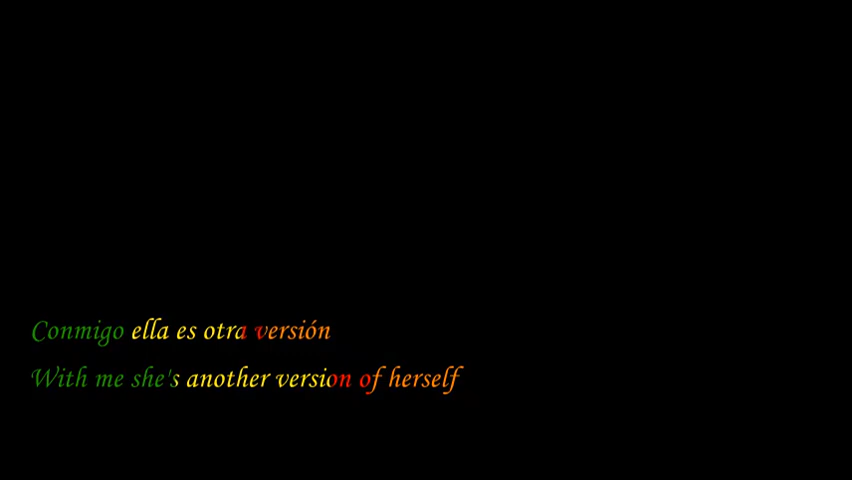 Conmigo ella es otra versión
With me she's another version of herself